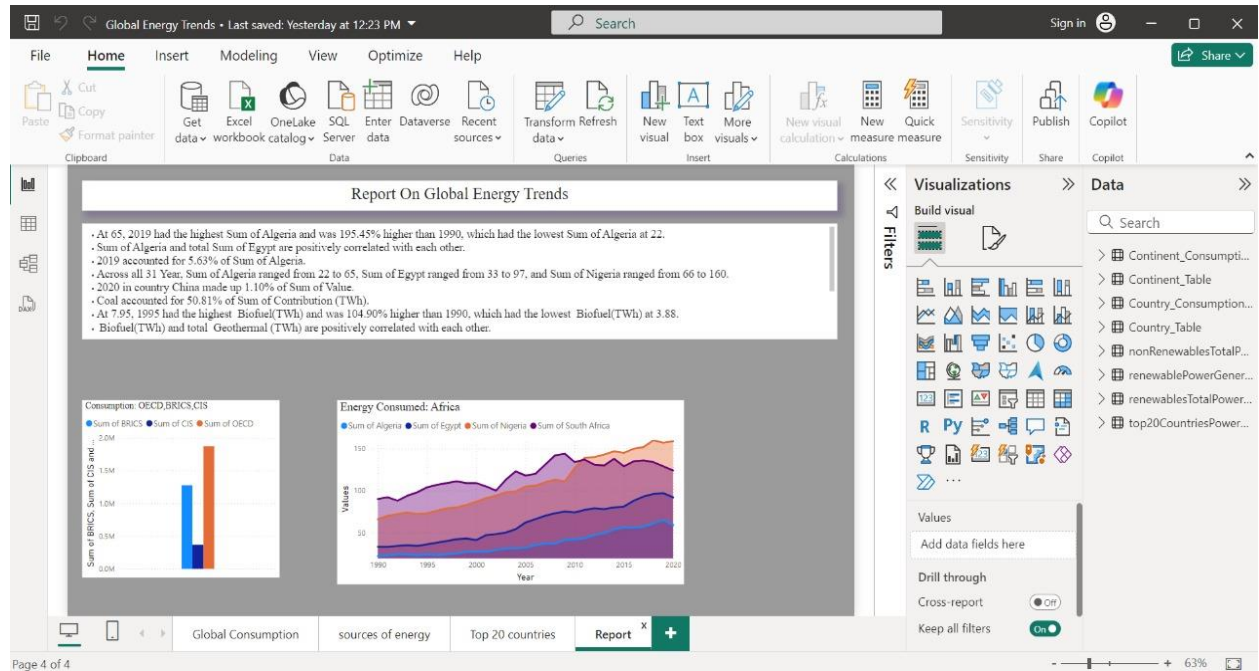 Global Energy Trends • Last saved: Yesterday at 12:23 PM
Search
Sign in
File Home Insert Modeling View Optimize Help
Share
Paste
Cut
Copy
Format painter
Clipboard
Get data
Excel workbook
OneLake catalog
SQL Server
Enter data
Dataverse
Recent sources
Data
Transform data
Refresh
Queries
New visual
Text box
More visuals
Insert
New visual calculation
New measure
Quick measure
Calculations
Sensitivity
Sensitivity
Publish
Share
Copilot
Copilot
Report On Global Energy Trends
• At 65, 2019 had the highest Sum of Algeria and was 195.45% higher than 1990, which had the lowest Sum of Algeria at 22.
• Sum of Algeria and total Sum of Egypt are positively correlated with each other.
• 2019 accounted for 5.63% of Sum of Algeria.
• Across all 31 Year, Sum of Algeria ranged from 22 to 65, Sum of Egypt ranged from 33 to 97, and Sum of Nigeria ranged from 66 to 160.
• 2020 in country China made up 1.10% of Sum of Value.
• Coal accounted for 50.81% of Sum of Contribution (TWh).
• At 7.95, 1995 had the highest Biofuel(TWh) and was 104.90% higher than 1990, which had the lowest Biofuel(TWh) at 3.88.
• Biofuel(TWh) and total Geothermal (TWh) are positively correlated with each other.
Consumption: OECD,BRICS,CIS
Sum of BRICS Sum of CIS Sum of OECD
Sum of BRICS, Sum of CIS and ...
2.0M
1.5M
1.0M
0.5M
0.0M
Energy Consumed: Africa
Sum of Algeria Sum of Egypt Sum of Nigeria Sum of South Africa
Values
150
100
50
1990 1995 2000 2005 2010 2015 2020
Year
Filters
Visualizations
Build visual
123
R Py
...
Values
Add data fields here
Drill through
Cross-report Off
Keep all filters On
Data
Search
Continent_Consumpti...
Continent_Table
Country_Consumption...
Country_Table
nonRenewablesTotalP...
renewablePowerGener...
renewablesTotalPower...
top20CountriesPower...
Global Consumption
sources of energy
Top 20 countries
Report
Page 4 of 4
63%